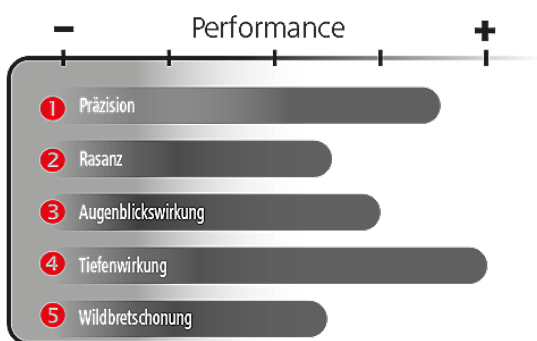 Performance
− +
1 Präzision
2 Rasanz
3 Augenblickswirkung
4 Tiefenwirkung
5 Wildbretschonung